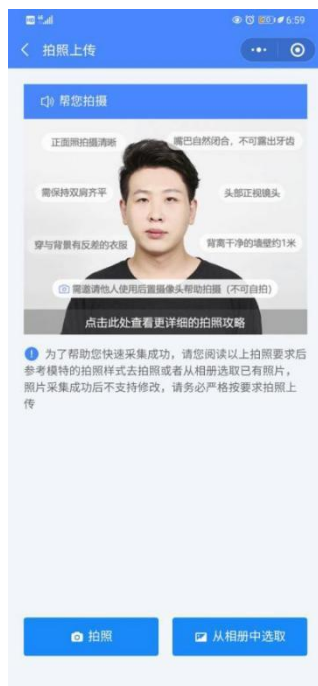 6:59
拍照上传
帮您拍摄
正面照拍摄清晰
嘴巴自然闭合，不可露出牙齿
需保持双肩齐平
头部正视镜头
穿与背景有反差的衣服
背离干净的墙壁约1米
需邀请他人使用后置摄像头帮助拍摄（不可自拍）
点击此处查看更详细的拍照攻略
为了帮助您快速采集成功，请您阅读以上拍照要求后
参考模特的拍照样式去拍照或者从相册选取已有照片，
照片采集成功后不支持修改，请务必严格按要求拍照上
传
拍照
从相册中选取